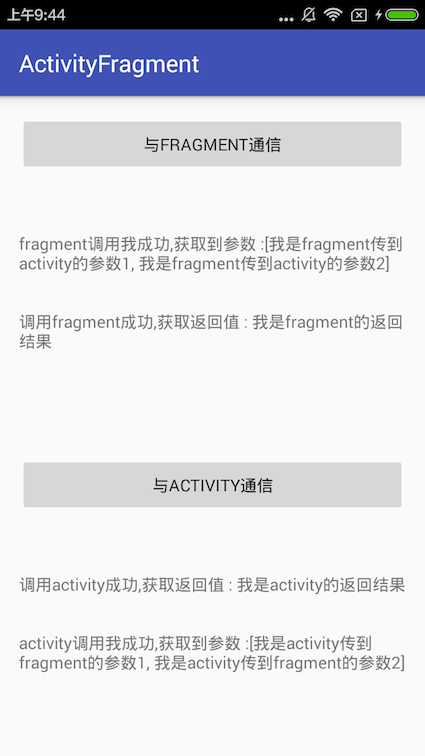 上午9:44
...
ActivityFragment
与FRAGMENT通信
fragment调用我成功,获取到参数 :[我是fragment传到
activity的参数1, 我是fragment传到activity的参数2]
调用fragment成功,获取返回值 : 我是fragment的返回
结果
与ACTIVITY通信
调用activity成功,获取返回值 : 我是activity的返回结果
activity调用我成功,获取到参数 :[我是activity传到
fragment的参数1, 我是activity传到fragment的参数2]